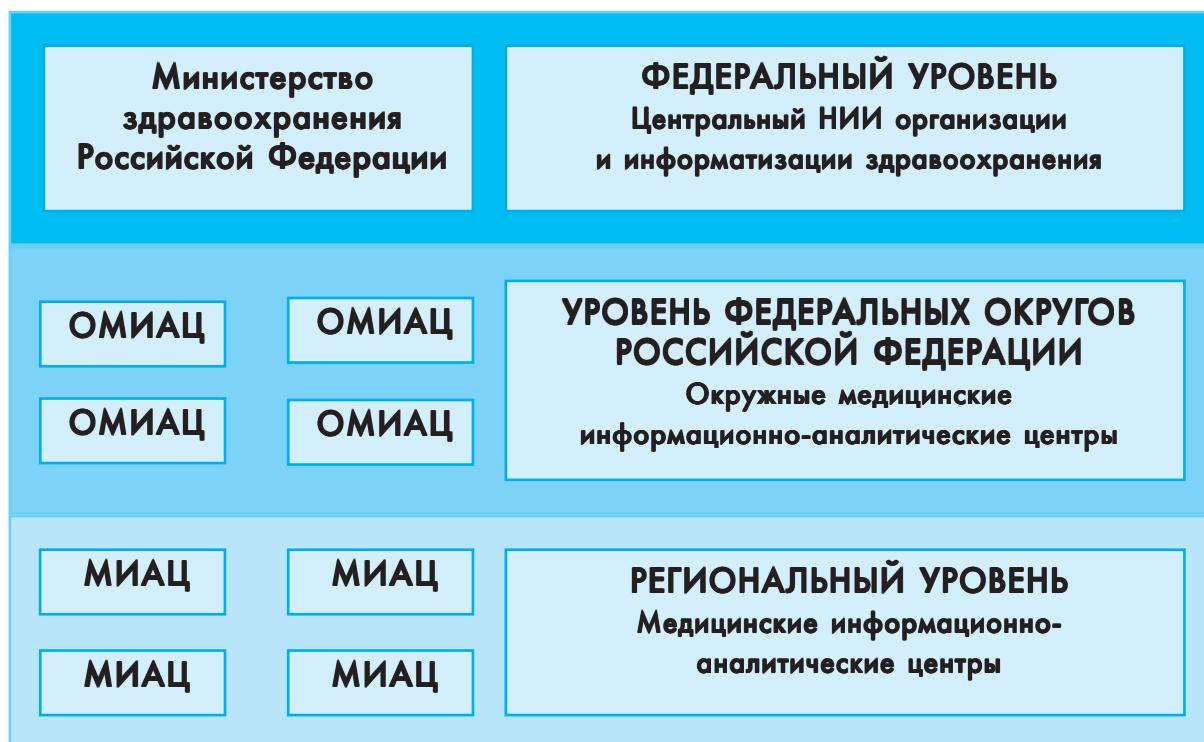 Министерство
здравоохранения
Российской Федерации
ФЕДЕРАЛЬНЫЙ УРОВЕНЬ
Центральный НИИ организации
и информатизации здравоохранения
ОМИАЦ
ОМИАЦ
ОМИАЦ
ОМИАЦ
УРОВЕНЬ ФЕДЕРАЛЬНЫХ ОКРУГОВ
РОССИЙСКОЙ ФЕДЕРАЦИИ
Окружные медицинские
информационно-аналитические центры
МИАЦ
МИАЦ
МИАЦ
МИАЦ
РЕГИОНАЛЬНЫЙ УРОВЕНЬ
Медицинские информационно-
аналитические центры